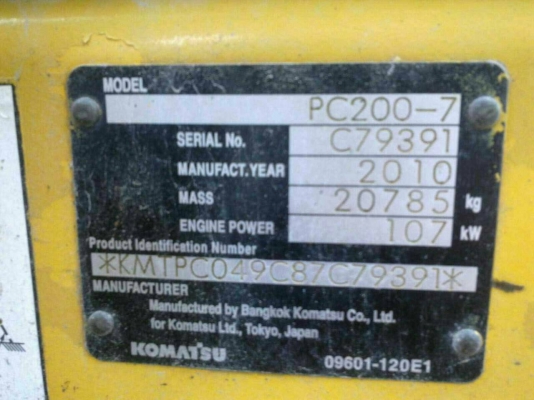 MODEL
PC200-7
SERIAL No. C79391
MANUFACT.YEAR 2010
MASS 20785 kg
ENGINE POWER 107 kW
Product Identification Number
*KMTPC049C87C79391*
MANUFACTURER
Manufactured by Bangkok Komatsu Co., Ltd.
for Komatsu Ltd., Tokyo, Japan
KOMATSU 09601-120E1